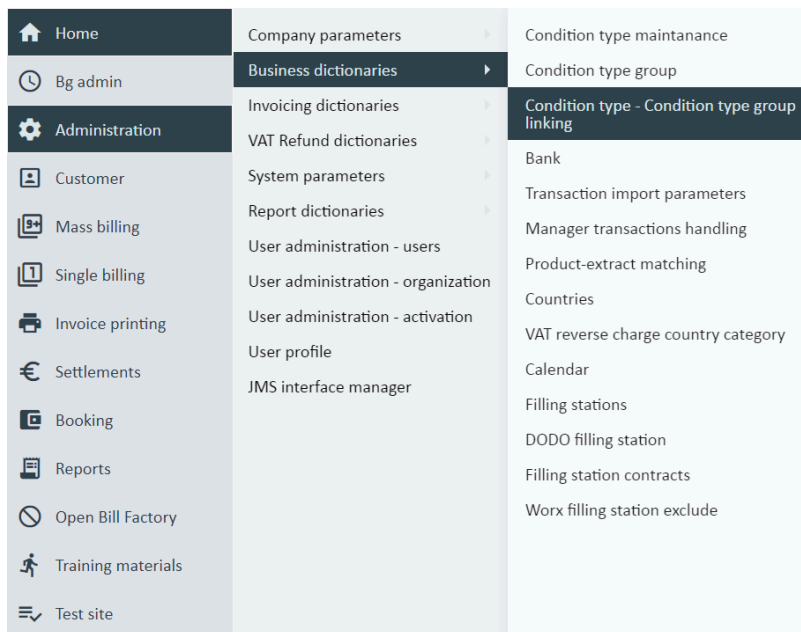 Home
Bg admin
Administration
Customer
9+
Mass billing
1
Single billing
Invoice printing
Settlements
Booking
Reports
Open Bill Factory
Training materials
Test site
Company parameters
Business dictionaries
Invoicing dictionaries
VAT Refund dictionaries
System parameters
Report dictionaries
User administration - users
User administration - organization
User administration - activation
User profile
JMS interface manager
Condition type maintanance
Condition type group
Condition type - Condition type group
linking
Bank
Transaction import parameters
Manager transactions handling
Product-extract matching
Countries
VAT reverse charge country category
Calendar
Filling stations
DODO filling station
Filling station contracts
Worx filling station exclude